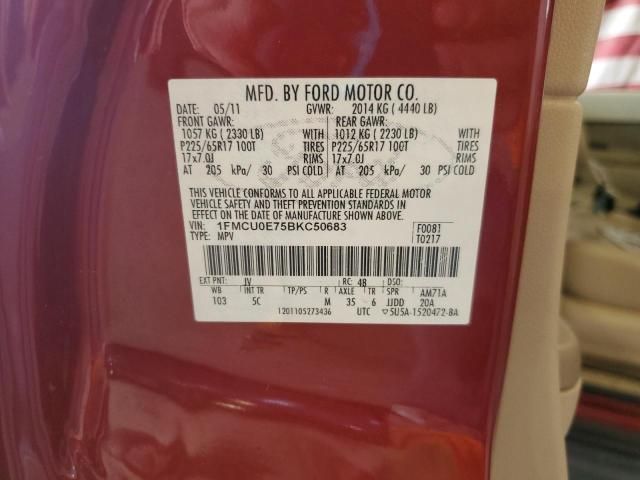 MFD. BY FORD MOTOR CO.
DATE: 05/11 GVWR: 2014 KG (4440 LB)
FRONT GAWR: REAR GAWR:
1057 KG (2330 LB) WITH 1012 KG (2230 LB) WITH
P225/65R17 100T TIRES P225/65R17 100T TIRES
17x7.0J RIMS 17x7.0J RIMS
AT 205 kPa/ 30 PSI COLD AT 205 kPa/ 30 PSI COLD
THIS VEHICLE CONFORMS TO ALL APPLICABLE FEDERAL MOTOR
VEHICLE SAFETY AND THEFT PREVENTION STANDARDS IN
EFFECT ON THE DATE OF MANUFACTURE SHOWN ABOVE.
VIN: 1FMCU0E75BKC50683 F0081
TYPE: MPV T0217
EXT PNT: JV RC: 48 DSO:
WB INT TR TP/PS R AXLE TR SPR AM71A
103 5C M 35 6 JJDD 20A
1201105273436 UTC ▽5U5A-1520472-BA